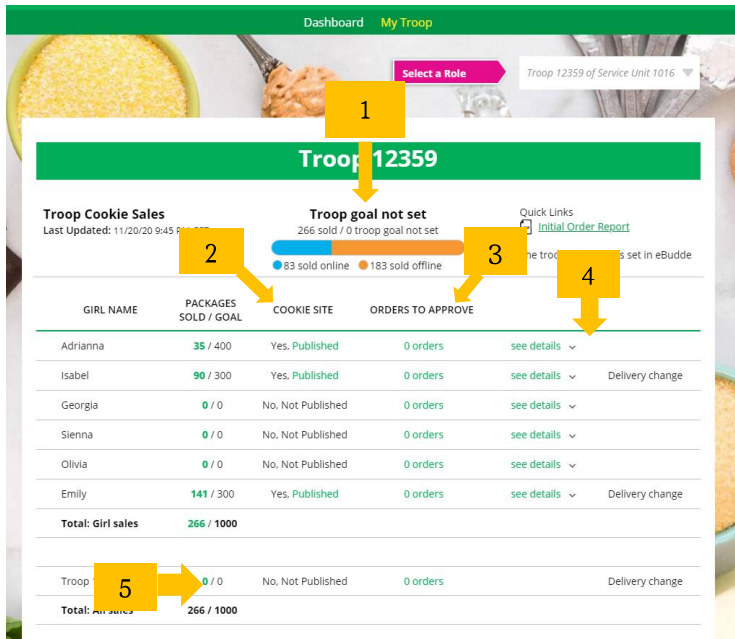 Dashboard My Troop
Select a Role
Troop 12359 of Service Unit 1016
1
Troop 12359
Troop Cookie Sales
Last Updated: 11/20/20 9:45
Troop goal not set
266 sold / 0 troop goal not set
83 sold online 183 sold offline
Quick Links
Initial Order Report
set in eBudde
2
3
4
GIRL NAME PACKAGES SOLD / GOAL COOKIE SITE ORDERS TO APPROVE
Adrianna 35 / 400 Yes, Published 0 orders see details
Isabel 90 / 300 Yes, Published 0 orders see details Delivery change
Georgia 0 / 0 No, Not Published 0 orders see details
Sienna 0 / 0 No, Not Published 0 orders see details
Olivia 0 / 0 No, Not Published 0 orders see details
Emily 141 / 300 Yes, Published 0 orders see details Delivery change
Total: Girl sales 266 / 1000
Troop 0 / 0 No, Not Published 0 orders Delivery change
5
Total: All sales 266 / 1000